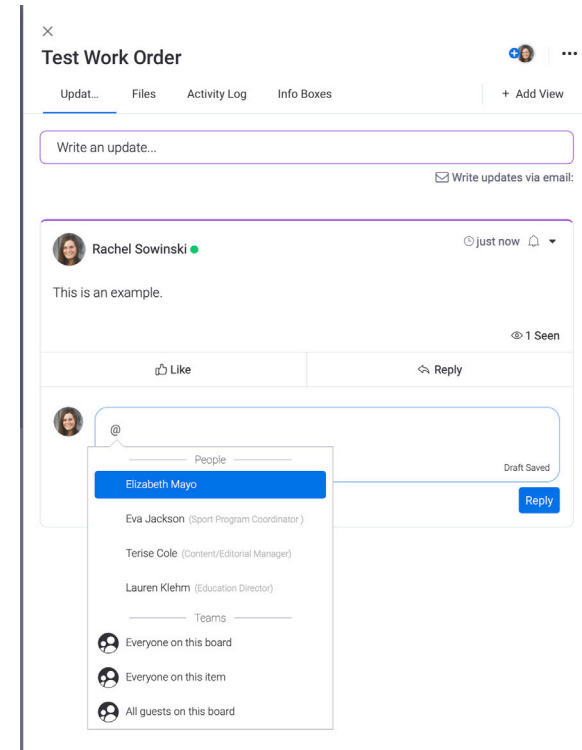 Test Work Order
Updat... Files Activity Log Info Boxes + Add View
Write an update...
Write updates via email:
Rachel Sowinski just now
This is an example.
1 Seen
Like Reply
@
Draft Saved
Reply
People
Elizabeth Mayo
Eva Jackson (Sport Program Coordinator )
Terise Cole (Content/Editorial Manager)
Lauren Klehm (Education Director)
Teams
Everyone on this board
Everyone on this item
All guests on this board